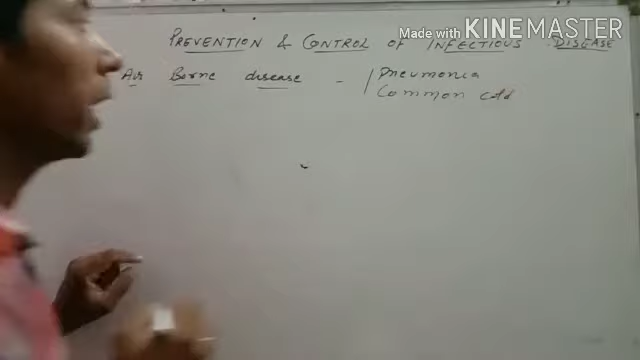 Made with KINEMASTER
PREVENTION & CONTROL OF INFECTIOUS DISEASE
Air Borne disease - Pneumonia
Common cold